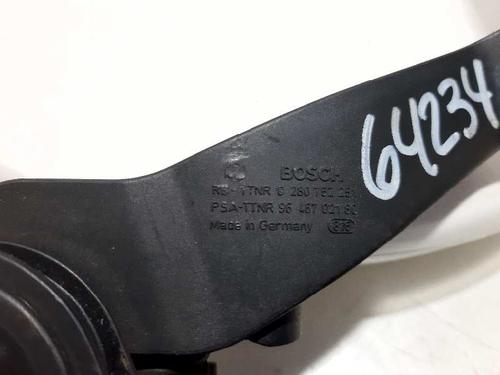 64234
BOSCH
RB-TTNR 0 280 752 251
PSA-TTNR 96 467 021 80
Made in Germany